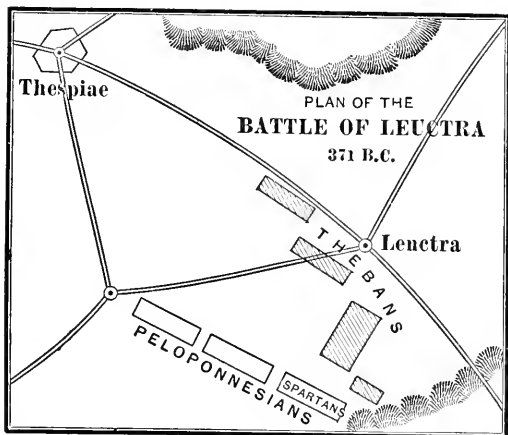 Thespiae
PLAN OF THE
BATTLE OF LEUCTRA
371 B.C.
THEBANS
Leuctra
PELOPONNESIANS
SPARTANS